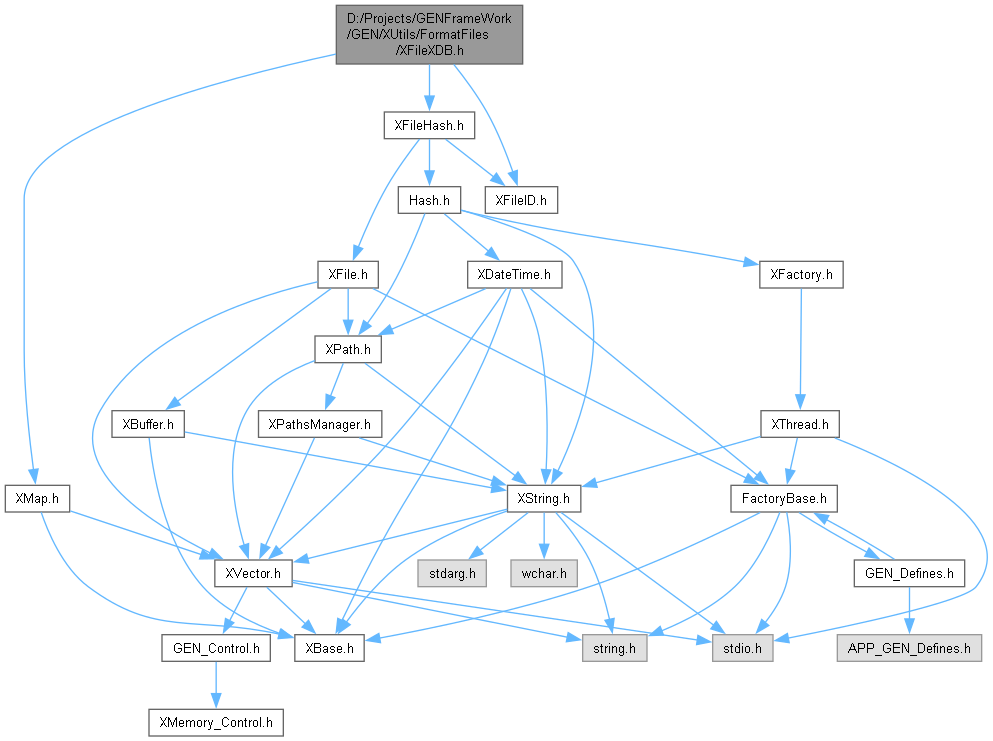 D:/Projects/GENFrameWork
/GEN/XUtils/FormatFiles
/XFileXDB.h
XFileHash.h
Hash.h
XFileID.h
XFile.h
XDateTime.h
XFactory.h
XPath.h
XBuffer.h
XPathsManager.h
XThread.h
XMap.h
XString.h
FactoryBase.h
XVector.h
stdarg.h
wchar.h
GEN_Defines.h
GEN_Control.h
XBase.h
string.h
stdio.h
APP_GEN_Defines.h
XMemory_Control.h